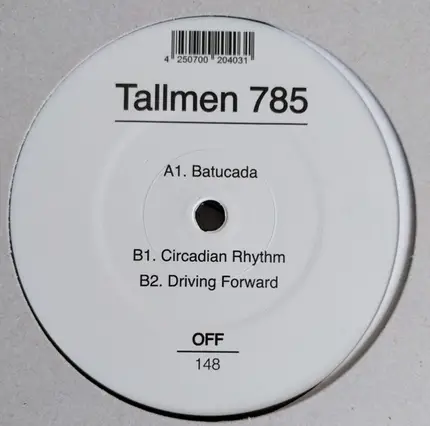 4 250700 204031
Tallmen 785
A1. Batucada
B1. Circadian Rhythm
B2. Driving Forward
OFF
148